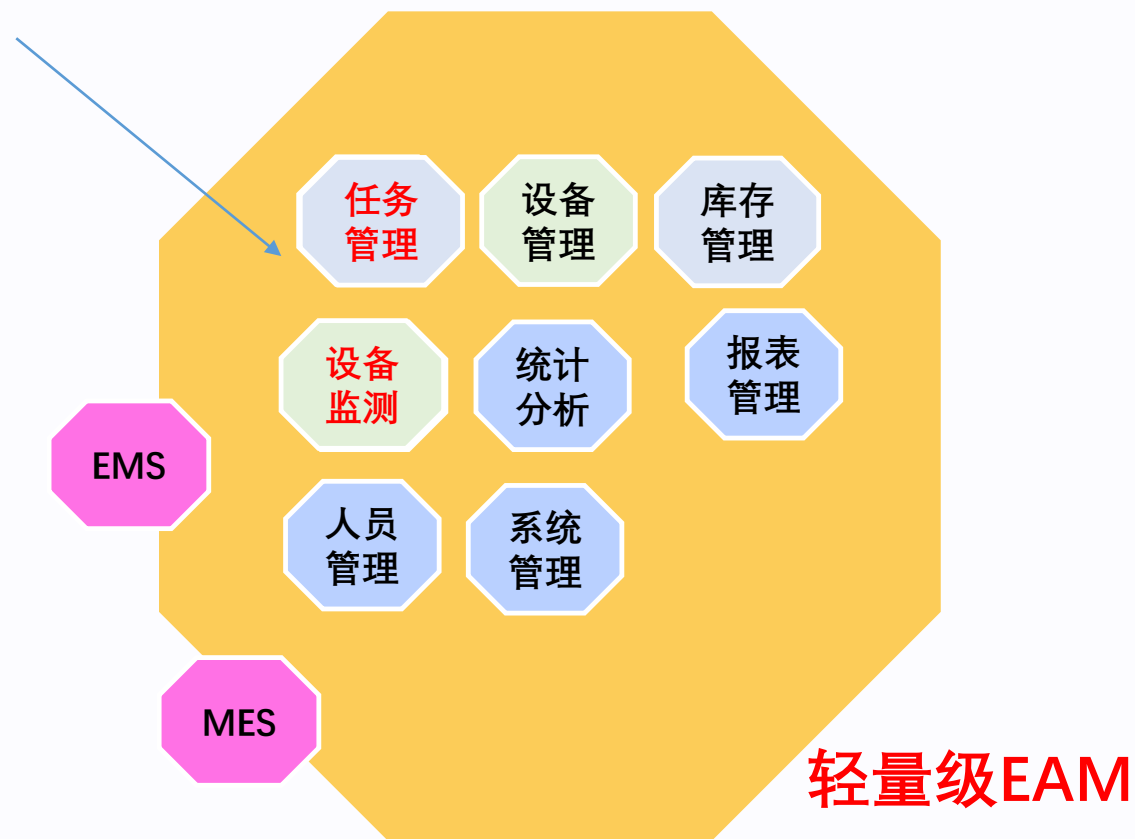 任务
管理
设备
管理
库存
管理
设备
监测
统计
分析
报表
管理
EMS
人员
管理
系统
管理
MES
轻量级EAM